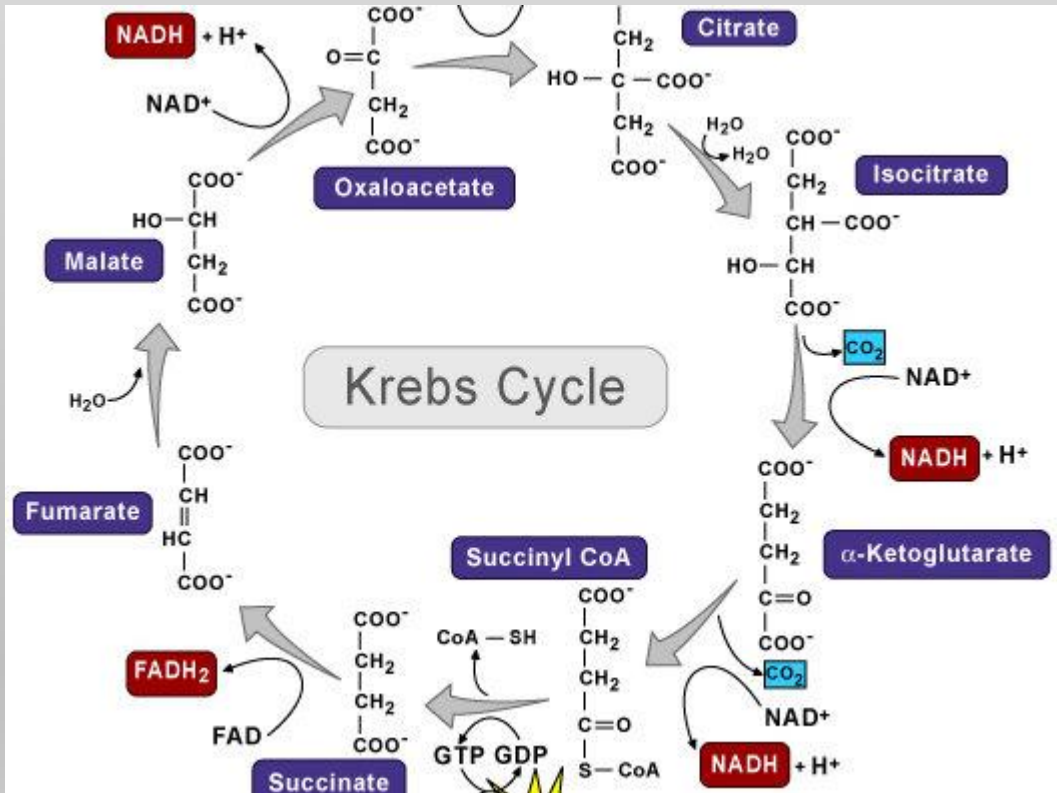 NADH + H+
NAD+
COO-
O=C
CH2
COO-
Oxaloacetate
CH2
HO — C — COO-
CH2
COO-
Citrate
H2O
H2O
COO-
CH2
CH — COO-
HO — CH
COO-
Isocitrate
COO-
HO — CH
CH2
COO-
Malate
CO2
NAD+
NADH + H+
Krebs Cycle
H2O
COO-
CH
HC
COO-
Fumarate
COO-
CH2
CH2
C=O
COO-
α-Ketoglutarate
CO2
NAD+
NADH + H+
Succinyl CoA
COO-
CH2
CH2
C=O
S — CoA
CoA — SH
GTP GDP
COO-
CH2
CH2
COO-
Succinate
FADH2
FAD